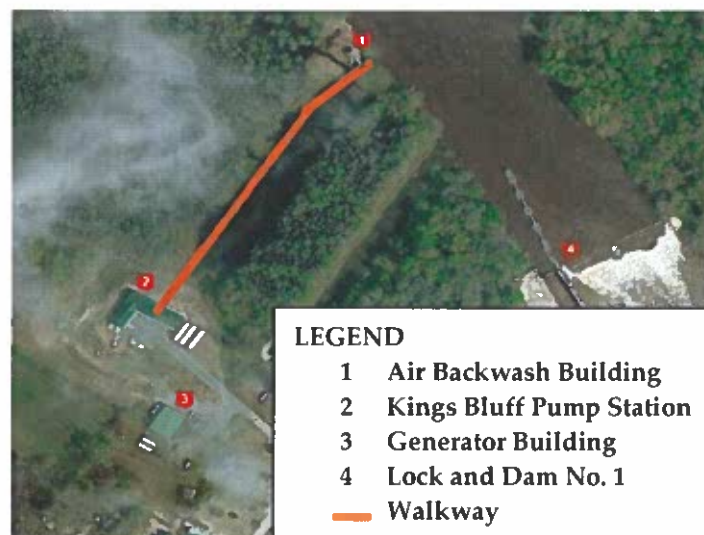 1
4
2
3
LEGEND
1 Air Backwash Building
2 Kings Bluff Pump Station
3 Generator Building
4 Lock and Dam No. 1
Walkway